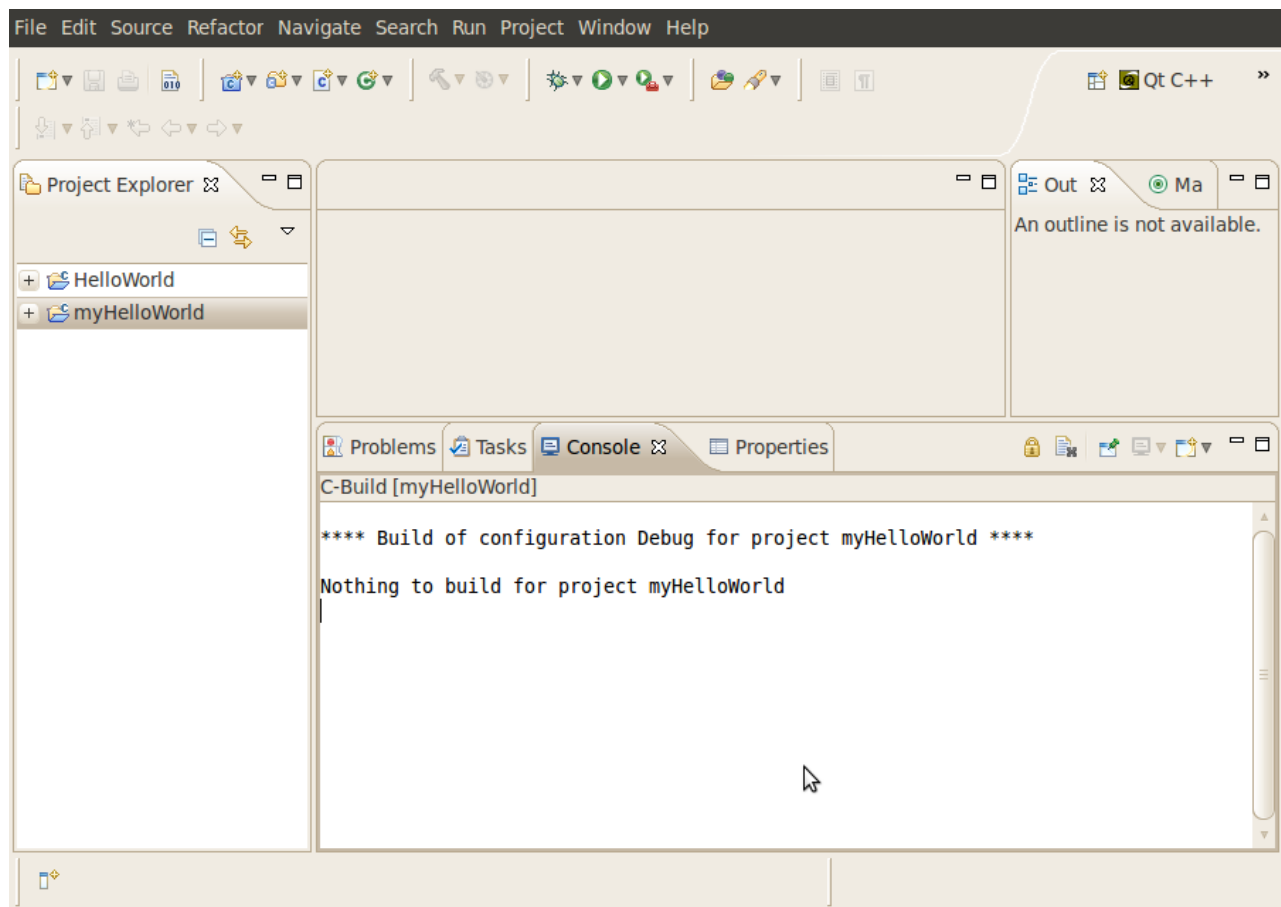 File Edit Source Refactor Navigate Search Run Project Window Help
Qt C++ »
Project Explorer
Out Ma
An outline is not available.
HelloWorld
myHelloWorld
Problems Tasks Console Properties
C-Build [myHelloWorld]
**** Build of configuration Debug for project myHelloWorld ****
Nothing to build for project myHelloWorld